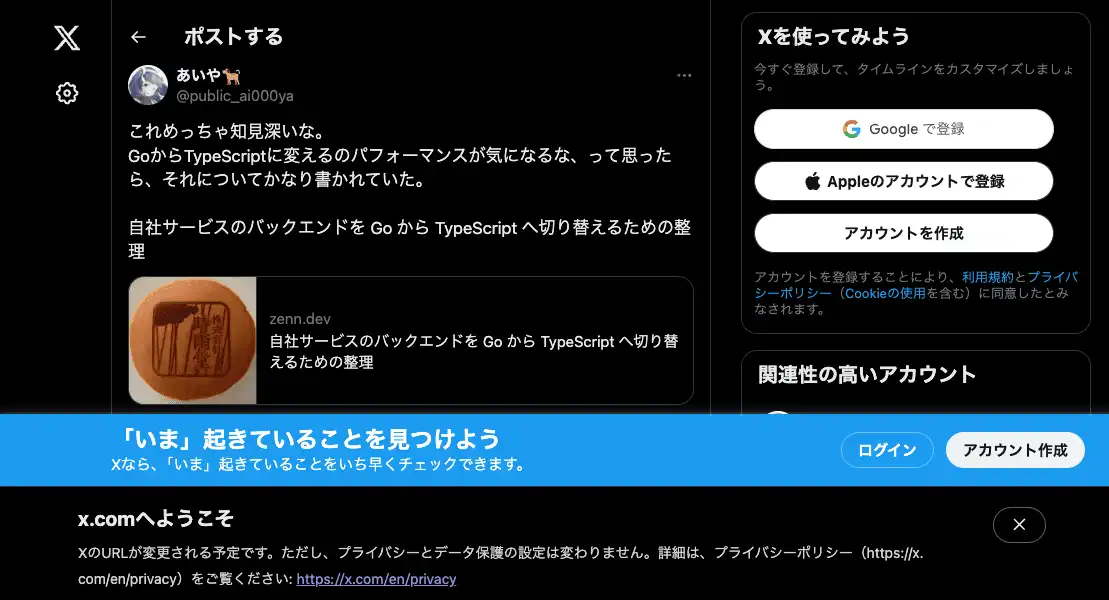 ポストする
あいや🐕
@public_ai000ya
これめっちゃ知見深いな。
GoからTypeScriptに変えるのパフォーマンスが気になるな、って思った
ら、それについてかなり書かれていた。
自社サービスのバックエンドを Go から TypeScript へ切り替えるための整
理
zenn.dev
自社サービスのバックエンドを Go から TypeScript へ切り替
えるための整理
Xを使ってみよう
今すぐ登録して、タイムラインをカスタマイズしましょ
う。
Google で登録
Appleのアカウントで登録
アカウントを作成
アカウントを登録することにより、利用規約とプライバ
シーポリシー（Cookieの使用を含む）に同意したとみ
なされます。
関連性の高いアカウント
「いま」起きていることを見つけよう
Xなら、「いま」起きていることをいち早くチェックできます。
ログイン
アカウント作成
x.comへようこそ
XのURLが変更される予定です。ただし、プライバシーとデータ保護の設定は変わりません。詳細は、プライバシーポリシー（https://x.
com/en/privacy）をご覧ください: https://x.com/en/privacy